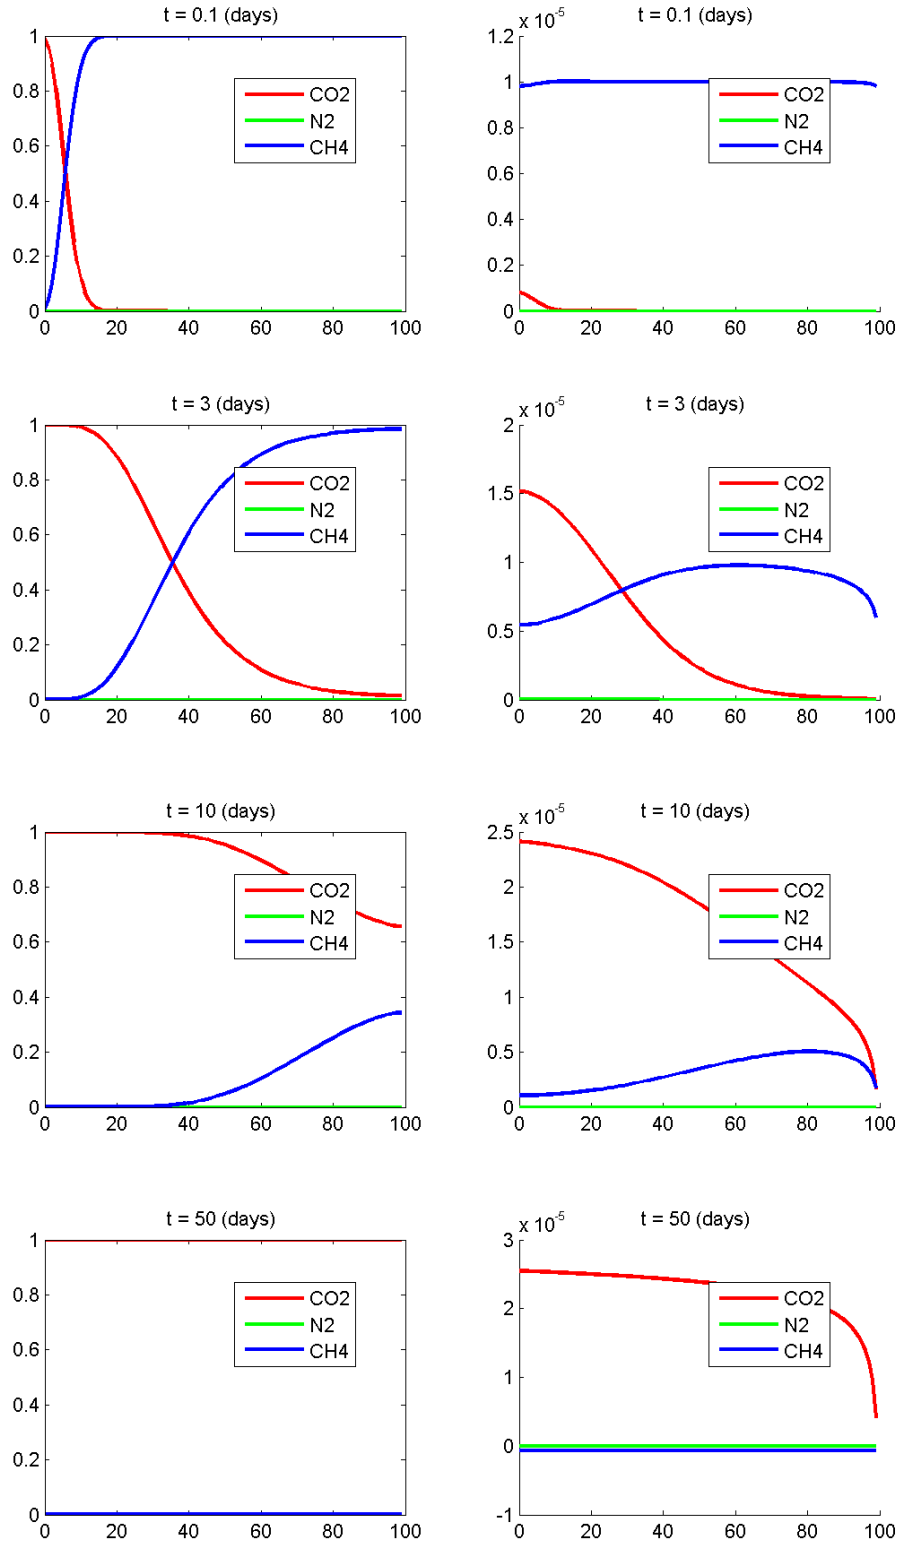 t = 0.1 (days)
1
0.8
0.6
0.4
0.2
0
0 20 40 60 80 100
CO2
N2
CH4
x 10-5
t = 0.1 (days)
1.2
1
0.8
0.6
0.4
0.2
0
0 20 40 60 80 100
CO2
N2
CH4
t = 3 (days)
1
0.8
0.6
0.4
0.2
0
0 20 40 60 80 100
CO2
N2
CH4
x 10-5
t = 3 (days)
2
1.5
1
0.5
0
0 20 40 60 80 100
CO2
N2
CH4
t = 10 (days)
1
0.8
0.6
0.4
0.2
0
0 20 40 60 80 100
CO2
N2
CH4
x 10-5
t = 10 (days)
2.5
2
1.5
1
0.5
0
0 20 40 60 80 100
CO2
N2
CH4
t = 50 (days)
1
0.8
0.6
0.4
0.2
0
0 20 40 60 80 100
CO2
N2
CH4
x 10-5
t = 50 (days)
3
2
1
0
-1
0 20 40 60 80 100
CO2
N2
CH4